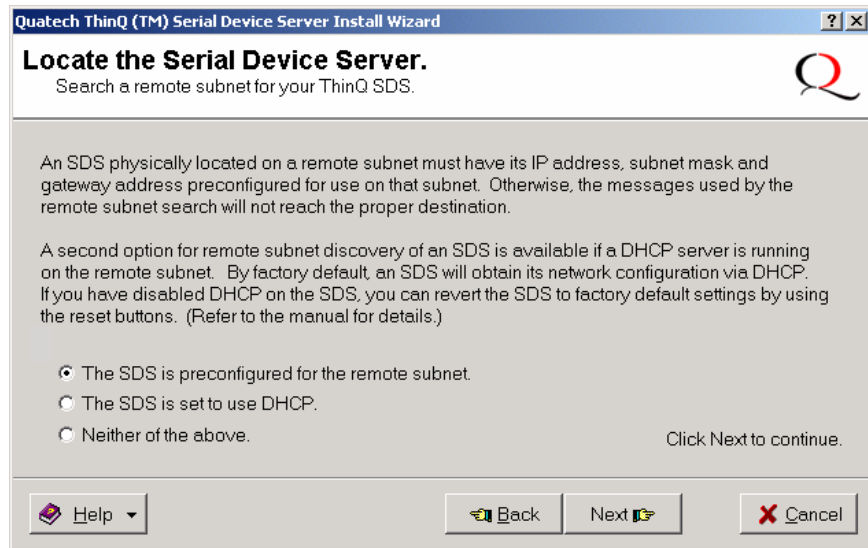 Quatech ThinQ (TM) Serial Device Server Install Wizard
Locate the Serial Device Server.
Search a remote subnet for your ThinQ SDS.
An SDS physically located on a remote subnet must have its IP address, subnet mask and
gateway address preconfigured for use on that subnet. Otherwise, the messages used by the
remote subnet search will not reach the proper destination.
A second option for remote subnet discovery of an SDS is available if a DHCP server is running
on the remote subnet. By factory default, an SDS will obtain its network configuration via DHCP.
If you have disabled DHCP on the SDS, you can revert the SDS to factory default settings by using
the reset buttons. (Refer to the manual for details.)
The SDS is preconfigured for the remote subnet.
The SDS is set to use DHCP.
Neither of the above.
Click Next to continue.
Help
Back
Next
Cancel